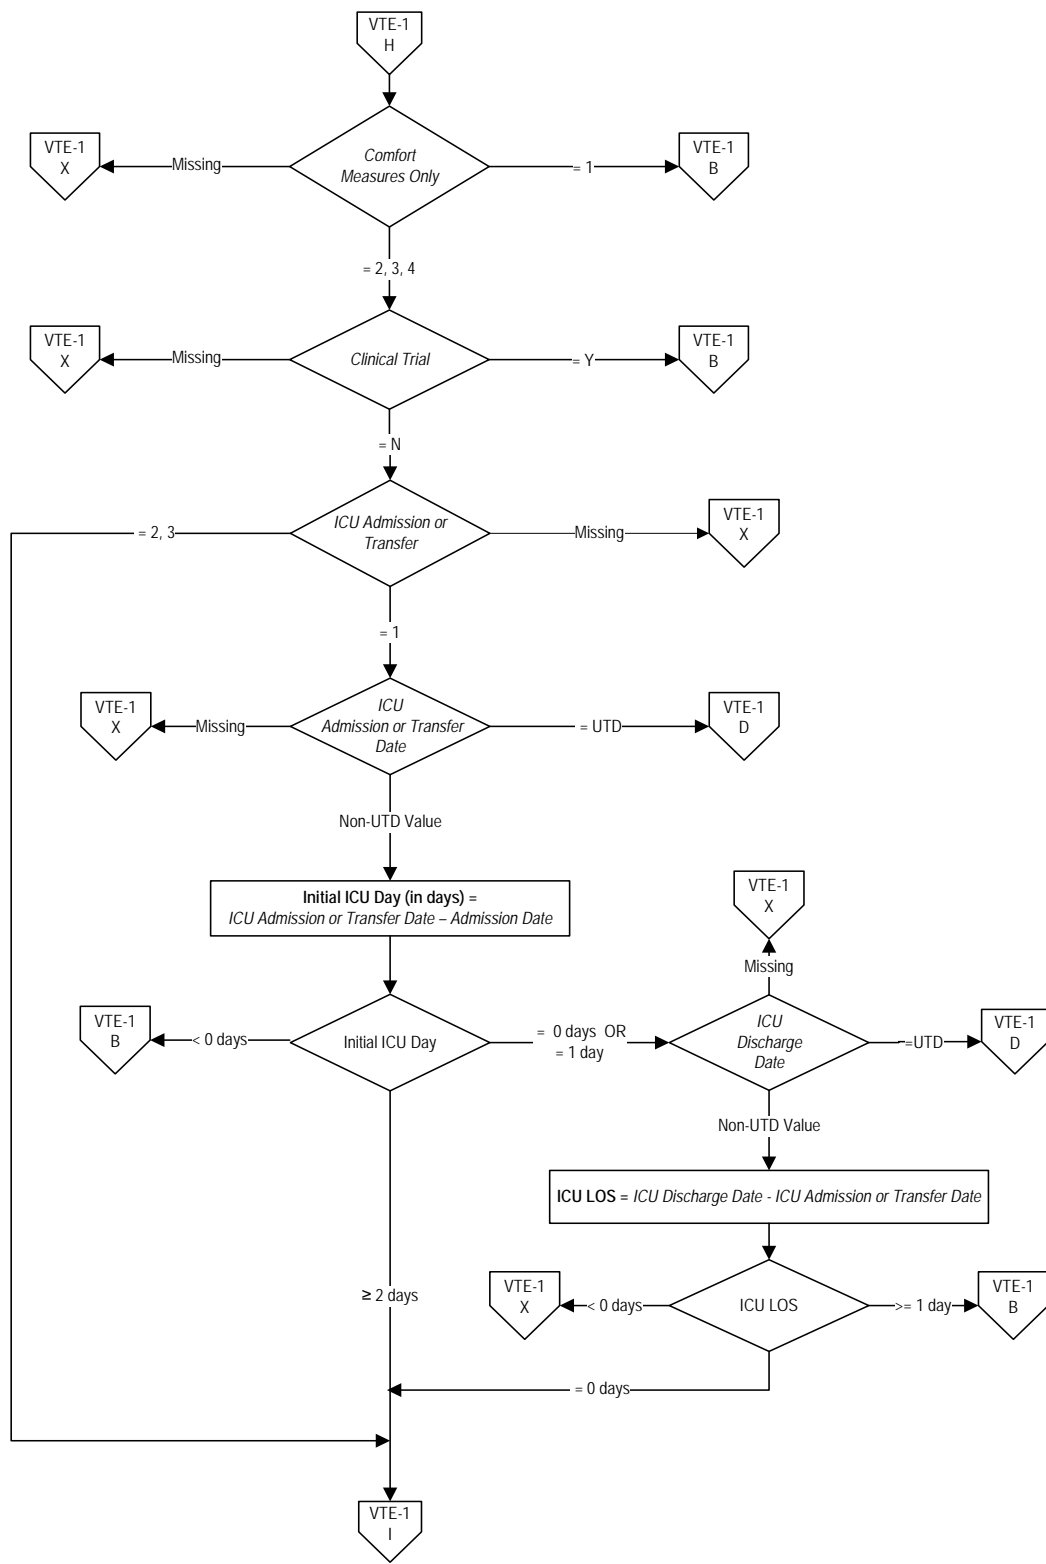 VTE-1
H
VTE-1
X
Missing
Comfort
Measures Only
= 1
VTE-1
B
= 2, 3, 4
VTE-1
X
Missing
Clinical Trial
= Y
VTE-1
B
= N
= 2, 3
ICU Admission or
Transfer
Missing
VTE-1
X
= 1
VTE-1
X
Missing
ICU
Admission or Transfer
Date
= UTD
VTE-1
D
Non-UTD Value
Initial ICU Day (in days) =
ICU Admission or Transfer Date – Admission Date
VTE-1
X
Missing
VTE-1
B
< 0 days
Initial ICU Day
= 0 days OR
= 1 day
ICU
Discharge
Date
=UTD
VTE-1
D
Non-UTD Value
ICU LOS = ICU Discharge Date - ICU Admission or Transfer Date
≥ 2 days
VTE-1
X
< 0 days
ICU LOS
>= 1 day
VTE-1
B
= 0 days
VTE-1
I